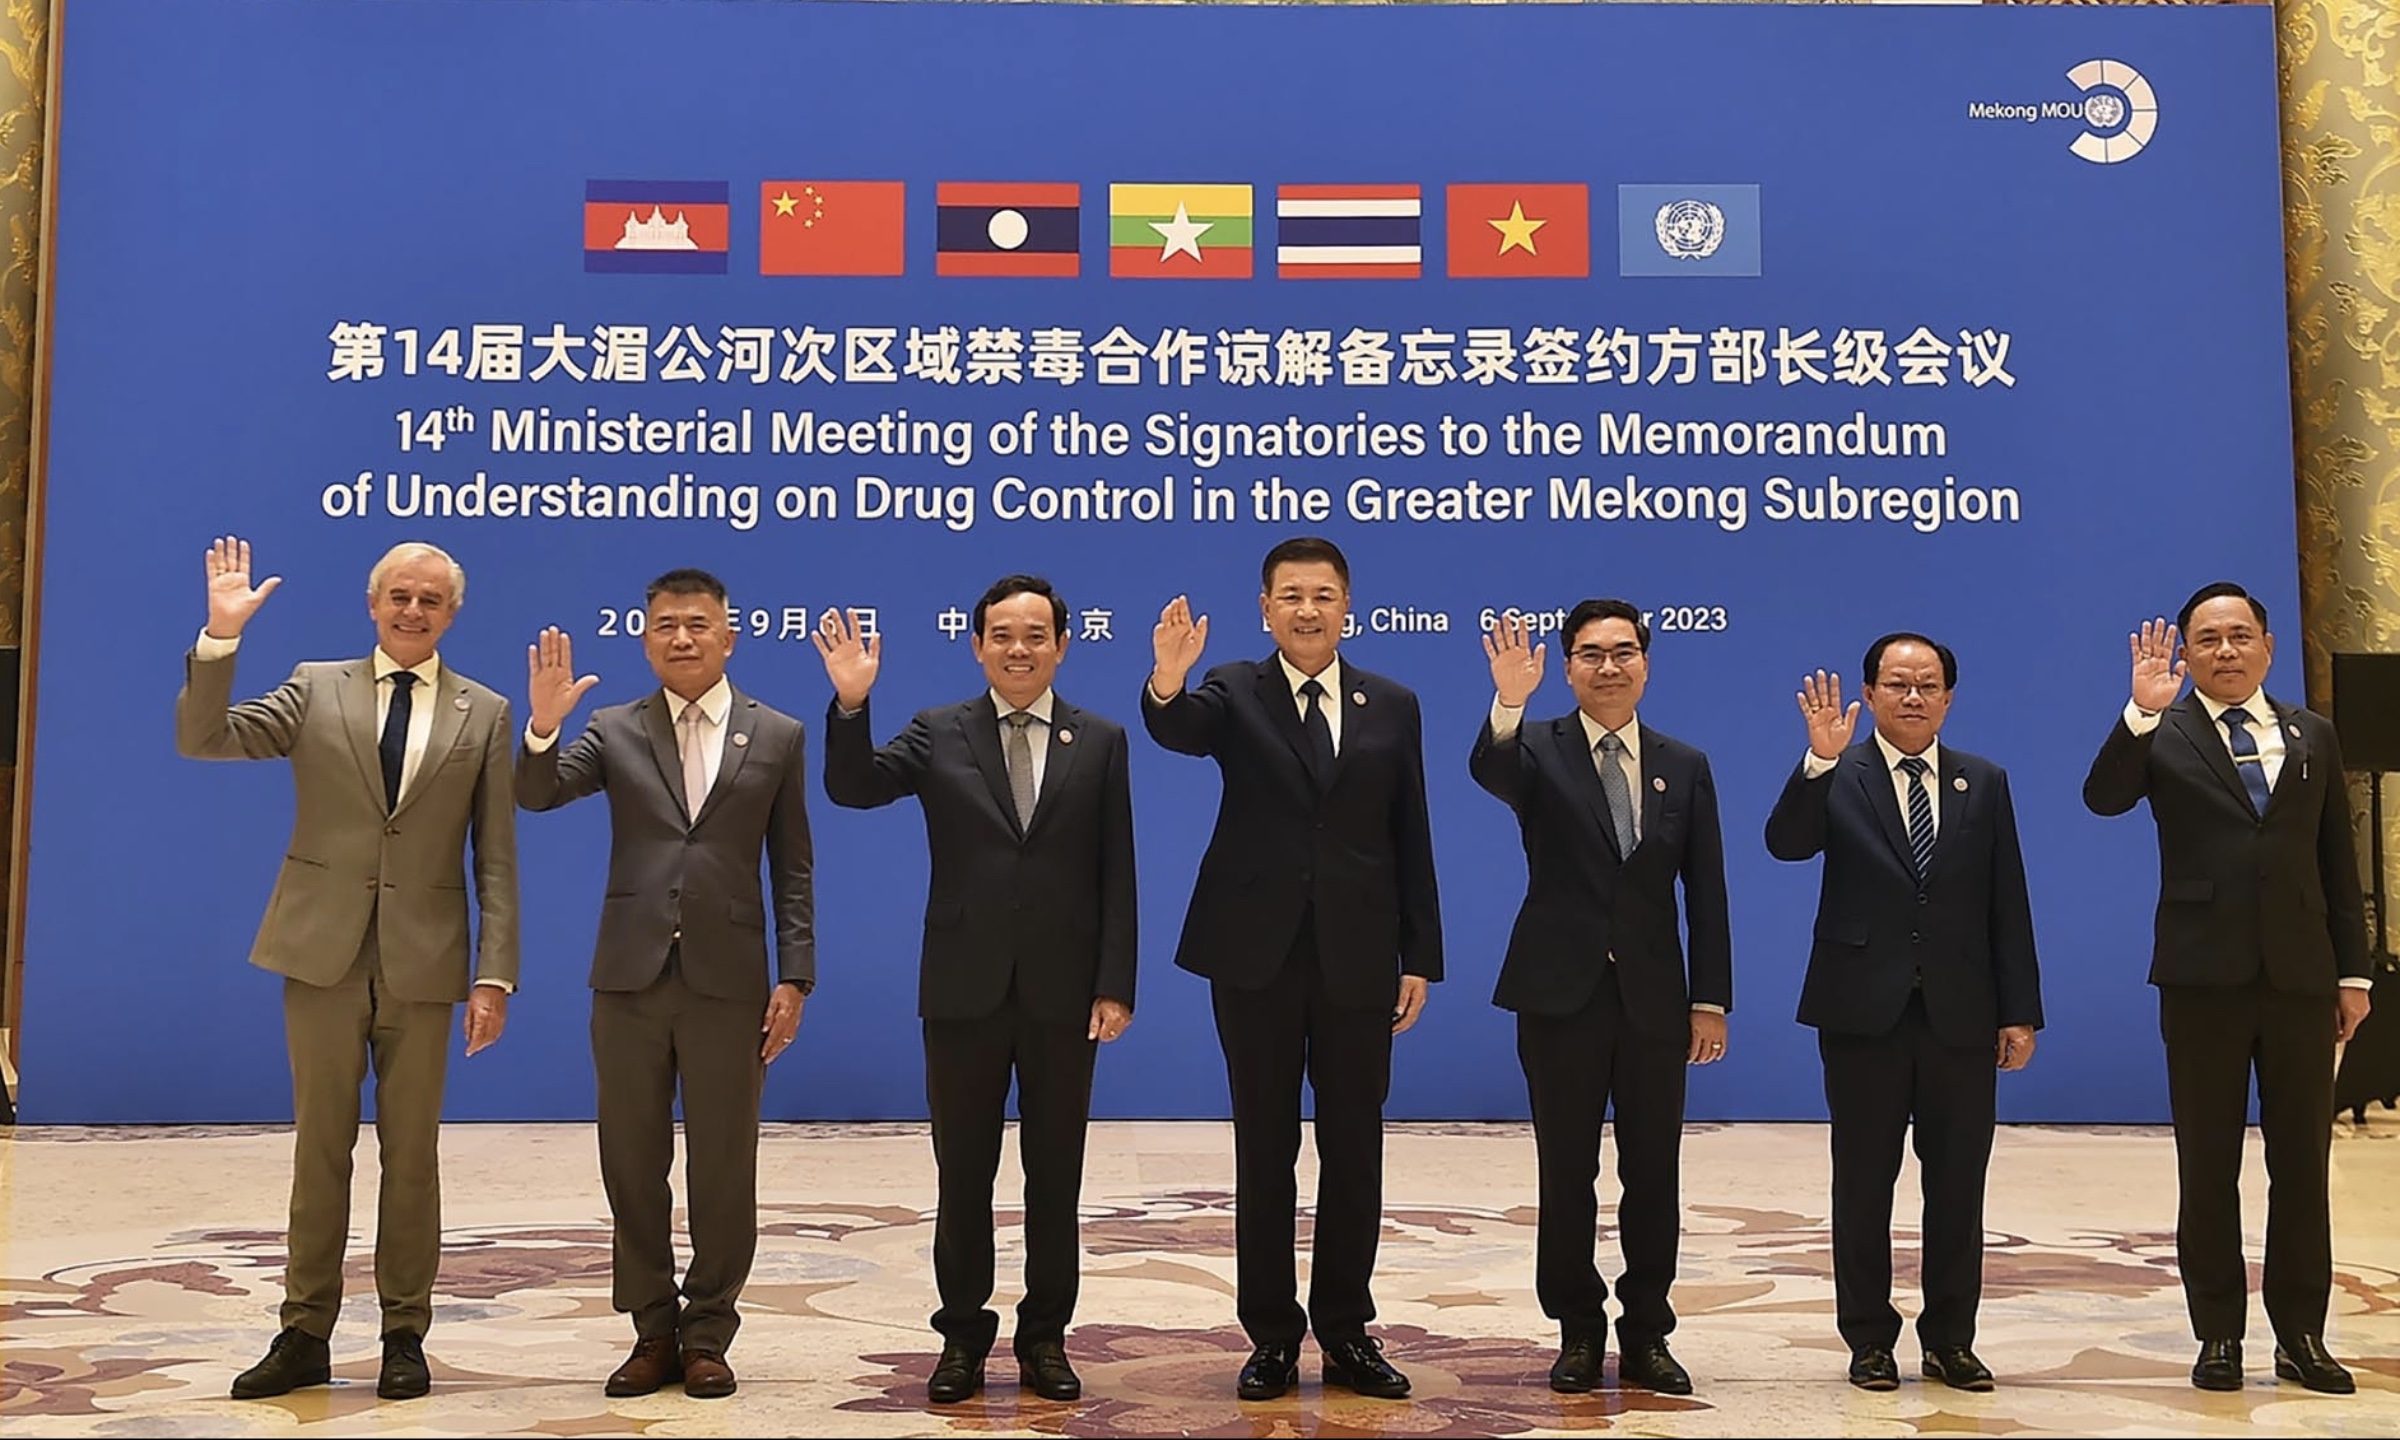 Mekong MOU
第14届大湄公河次区域禁毒合作谅解备忘录签约方部长级会议
14th Ministerial Meeting of the Signatories to the Memorandum
of Understanding on Drug Control in the Greater Mekong Subregion
20 年9月6日 中 京 China 6 2023